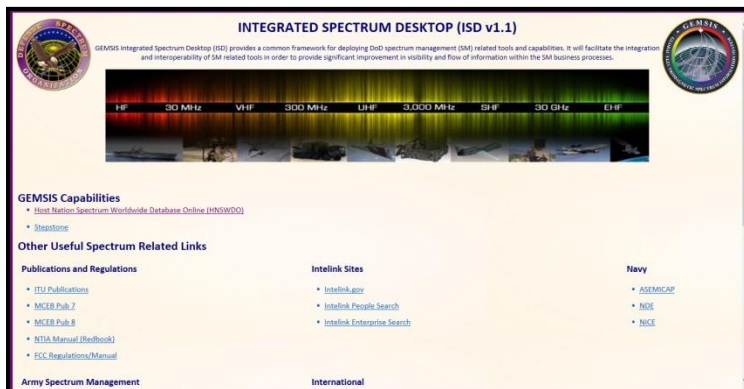 INTEGRATED SPECTRUM DESKTOP (ISD v1.1)
GEMSIS Integrated Spectrum Desktop (ISD) provides a common framework for deploying DoD spectrum management (SM) related tools and capabilities. It will facilitate the integration
and interoperability of SM related tools in order to provide significant improvement in visibility and flow of information within the SM business processes.
DEFENSE SPECTRUM
ORGANIZATION
GEMSIS
HF 30 MHz VHF 300 MHz UHF 3,000 MHz SHF 30 GHz EHF
GEMSIS Capabilities
Host Nation Spectrum Worldwide Database Online (HNSWDO)
Stepstone
Other Useful Spectrum Related Links
Publications and Regulations
ITU Publications
MCEB Pub 7
MCEB Pub 8
NTIA Manual (Redbook)
FCC Regulations/Manual
Intelink Sites
Intelink.gov
Intelink People Search
Intelink Enterprise Search
Navy
ASEMICAP
NDE
NICE
Army Spectrum Management
International